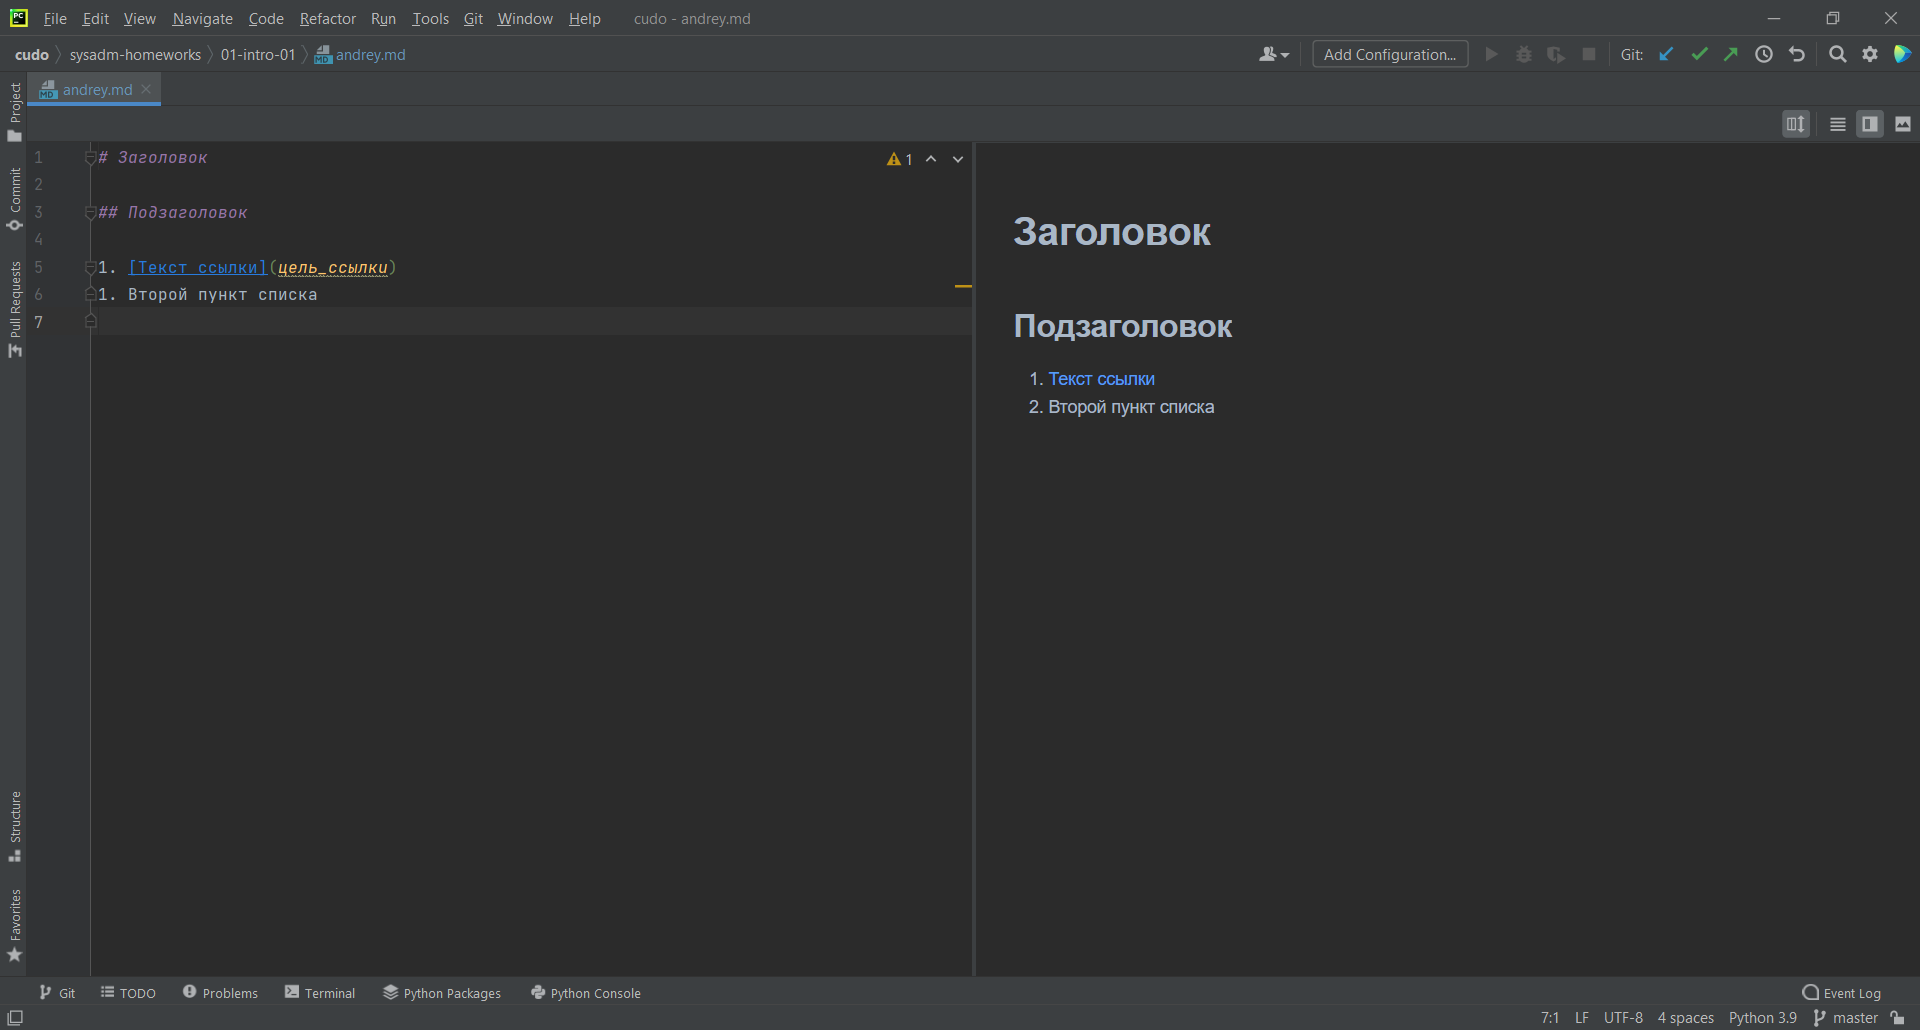 PC File Edit View Navigate Code Refactor Run Tools Git Window Help cudo - andrey.md
cudo sysadm-homeworks 01-intro-01 MD andrey.md Add Configuration... Git:
MD andrey.md
Project
Commit
Pull Requests
Structure
Favorites
1 # Заголовок
2
3 ## Подзаголовок
4
5 1. [Текст ссылки](цель_ссылки)
6 1. Второй пункт списка
7
1
Заголовок
Подзаголовок
1. Текст ссылки
2. Второй пункт списка
Git TODO Problems Terminal Python Packages Python Console Event Log
7:1 LF UTF-8 4 spaces Python 3.9 master